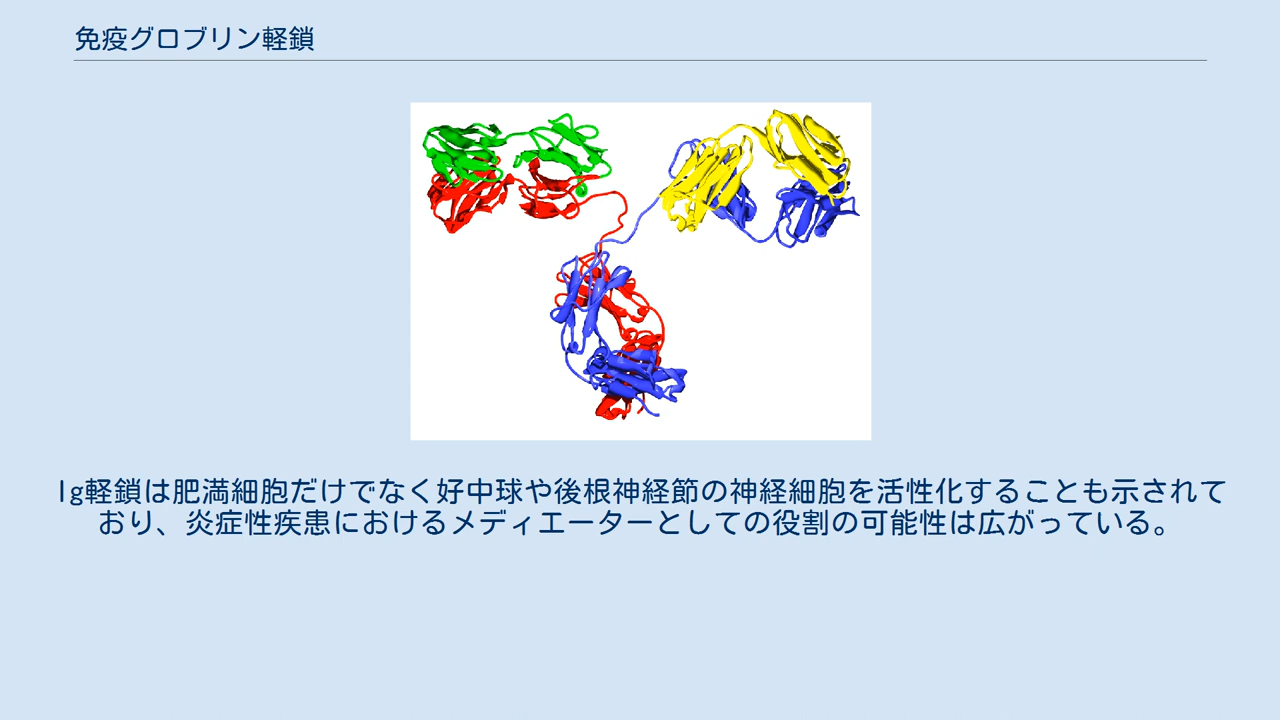 免疫グロブリン軽鎖
Ig軽鎖は肥満細胞だけでなく好中球や後根神経節の神経細胞を活性化することも示されて
おり、炎症性疾患におけるメディエーターとしての役割の可能性は広がっている。